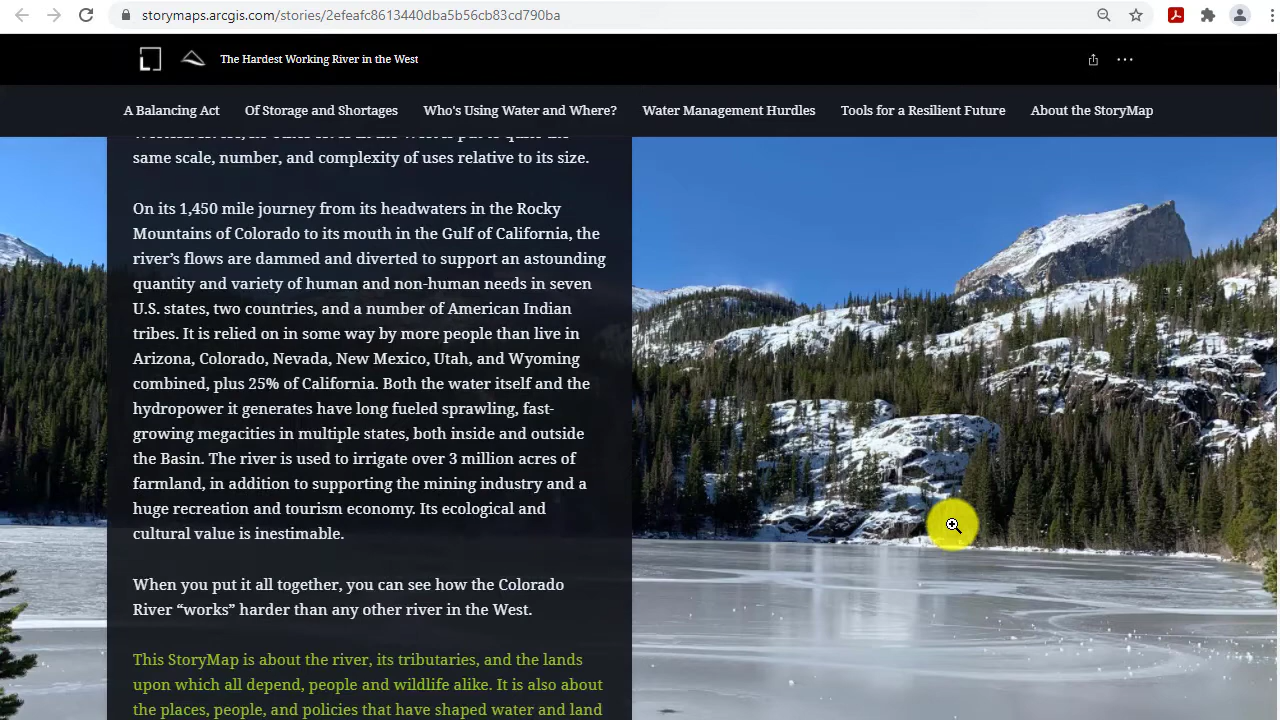 storymaps.arcgis.com/stories/2efeafc8613440dba5b56cb83cd790ba
The Hardest Working River in the West
A Balancing Act Of Storage and Shortages Who's Using Water and Where? Water Management Hurdles Tools for a Resilient Future About the StoryMap
same scale, number, and complexity of uses relative to its size.
On its 1,450 mile journey from its headwaters in the Rocky
Mountains of Colorado to its mouth in the Gulf of California, the
river’s flows are dammed and diverted to support an astounding
quantity and variety of human and non-human needs in seven
U.S. states, two countries, and a number of American Indian
tribes. It is relied on in some way by more people than live in
Arizona, Colorado, Nevada, New Mexico, Utah, and Wyoming
combined, plus 25% of California. Both the water itself and the
hydropower it generates have long fueled sprawling, fast-
growing megacities in multiple states, both inside and outside
the Basin. The river is used to irrigate over 3 million acres of
farmland, in addition to supporting the mining industry and a
huge recreation and tourism economy. Its ecological and
cultural value is inestimable.
When you put it all together, you can see how the Colorado
River “works” harder than any other river in the West.
This StoryMap is about the river, its tributaries, and the lands
upon which all depend, people and wildlife alike. It is also about
the places, people, and policies that have shaped water and land